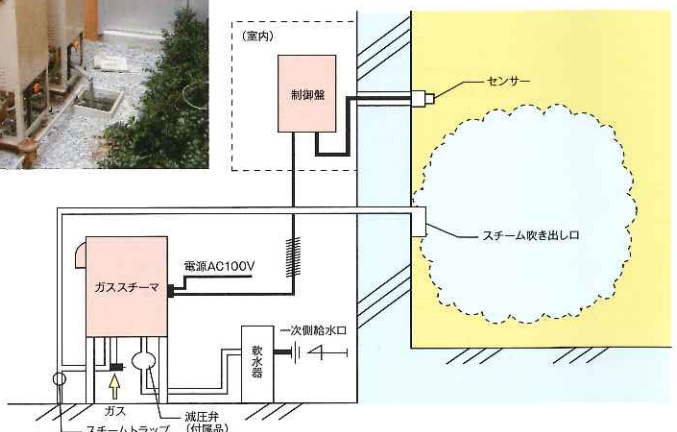 (室内)
制御盤
センサー
スチーム吹き出し口
電源AC100V
ガススチーマ
一次側給水口
軟水器
ガス
減圧弁
(付属品)
スチームトラップ